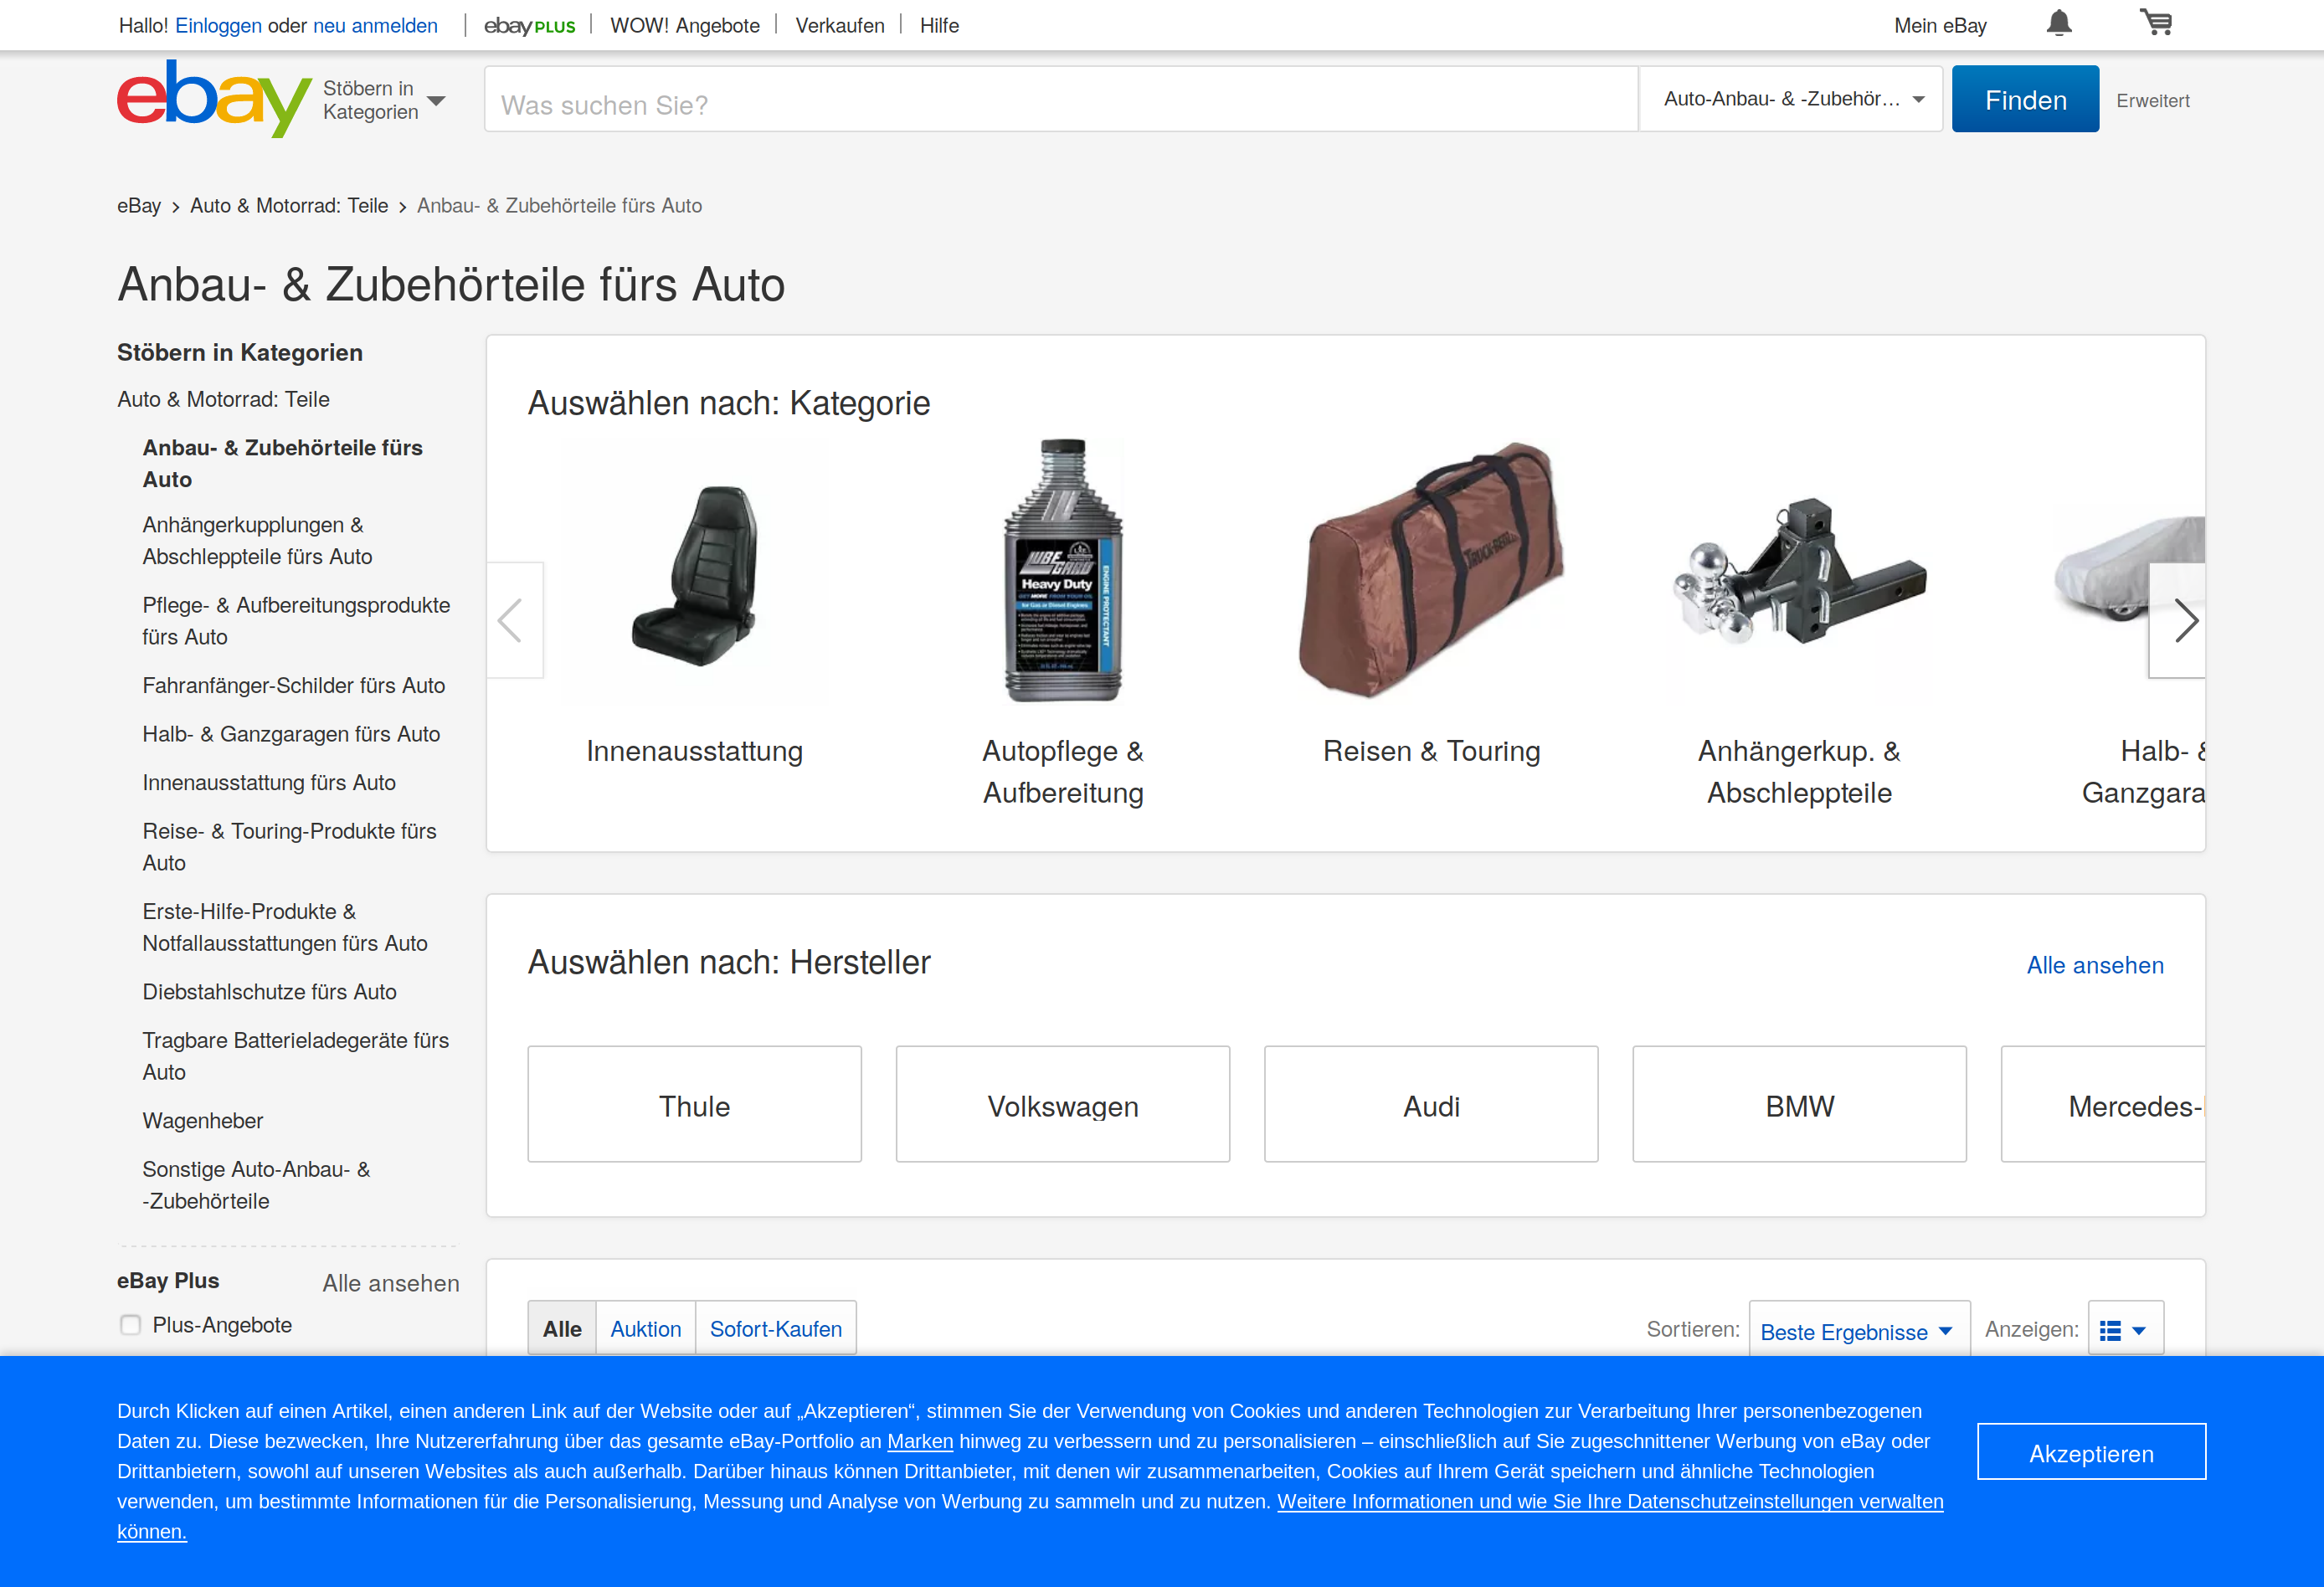 Hallo! Einloggen oder neu anmelden
ebay PLUS
WOW! Angebote
Verkaufen
Hilfe
Mein eBay
ebay
Stöbern in
Kategorien
Was suchen Sie?
Auto-Anbau- & -Zubehör…
Finden
Erweitert
eBay > Auto & Motorrad: Teile > Anbau- & Zubehörteile fürs Auto
Anbau- & Zubehörteile fürs Auto
Stöbern in Kategorien
Auto & Motorrad: Teile
Anbau- & Zubehörteile fürs
Auto
Anhängerkupplungen &
Abschleppteile fürs Auto
Pflege- & Aufbereitungsprodukte
fürs Auto
Fahranfänger-Schilder fürs Auto
Halb- & Ganzgaragen fürs Auto
Innenausstattung fürs Auto
Reise- & Touring-Produkte fürs
Auto
Erste-Hilfe-Produkte &
Notfallausstattungen fürs Auto
Diebstahlschutze fürs Auto
Tragbare Batterieladegeräte fürs
Auto
Wagenheber
Sonstige Auto-Anbau- &
-Zubehörteile
eBay Plus
Alle ansehen
Plus-Angebote
Auswählen nach: Kategorie
LUBE GARD
Heavy Duty
ENGINE PROTECTANT
Innenausstattung
Autopflege &
Aufbereitung
Reisen & Touring
Anhängerkup. &
Abschleppteile
Halb- &
Ganzgara
Auswählen nach: Hersteller
Alle ansehen
Thule
Volkswagen
Audi
BMW
Mercedes-
Alle
Auktion
Sofort-Kaufen
Sortieren:
Beste Ergebnisse
Anzeigen:
Durch Klicken auf einen Artikel, einen anderen Link auf der Website oder auf „Akzeptieren“, stimmen Sie der Verwendung von Cookies und anderen Technologien zur Verarbeitung Ihrer personenbezogenen
Daten zu. Diese bezwecken, Ihre Nutzererfahrung über das gesamte eBay-Portfolio an Marken hinweg zu verbessern und zu personalisieren – einschließlich auf Sie zugeschnittener Werbung von eBay oder
Drittanbietern, sowohl auf unseren Websites als auch außerhalb. Darüber hinaus können Drittanbieter, mit denen wir zusammenarbeiten, Cookies auf Ihrem Gerät speichern und ähnliche Technologien
verwenden, um bestimmte Informationen für die Personalisierung, Messung und Analyse von Werbung zu sammeln und zu nutzen. Weitere Informationen und wie Sie Ihre Datenschutzeinstellungen verwalten
können.
Akzeptieren